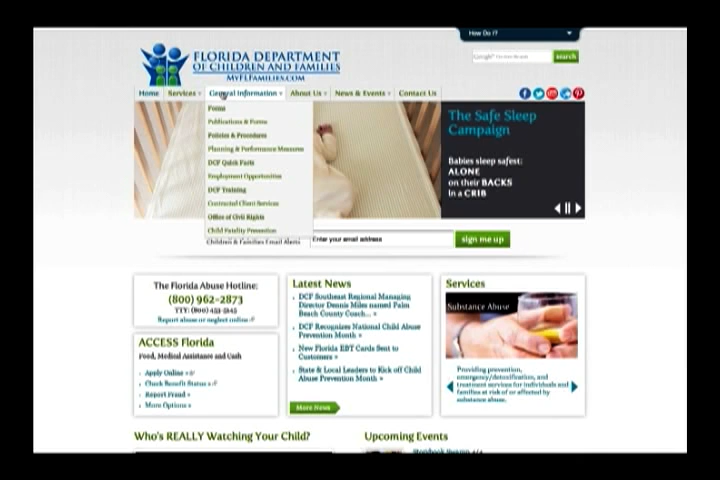 How Do I?
search
FLORIDA DEPARTMENT
OF CHILDREN AND FAMILIES
MYFLFAMILIES.COM
Home
Services
General Information
About Us
News & Events
Contact Us
Forms
Publications & Forms
Policies & Procedures
Planning & Performance Measures
DCF Quick Facts
Employment Opportunities
DCF Training
Contracted Client Services
Office of Civil Rights
Child Fatality Prevention
The Safe Sleep
Campaign
Babies sleep safest:
ALONE
on their BACKS
in a CRIB
Children & Families Email Alerts
Enter your email address
sign me up
The Florida Abuse Hotline:
(800) 962-2873
TTY: (800) 453-5145
Report abuse or neglect online
ACCESS Florida
Food, Medical Assistance and Cash
Apply Online »
Check Benefit Status »
Report Fraud »
More Options »
Latest News
DCF Southeast Regional Managing
Director Dennis Miles named Palm
Beach County Coach... »
DCF Recognizes National Child Abuse
Prevention Month »
New Florida EBT Cards Sent to
Customers »
State & Local Leaders to Kick off Child
Abuse Prevention Month »
More News
Services
Substance Abuse
Providing prevention,
emergency/detoxification, and
treatment services for individuals and
families at risk of or affected by
substance abuse.
Who's REALLY Watching Your Child?
Upcoming Events